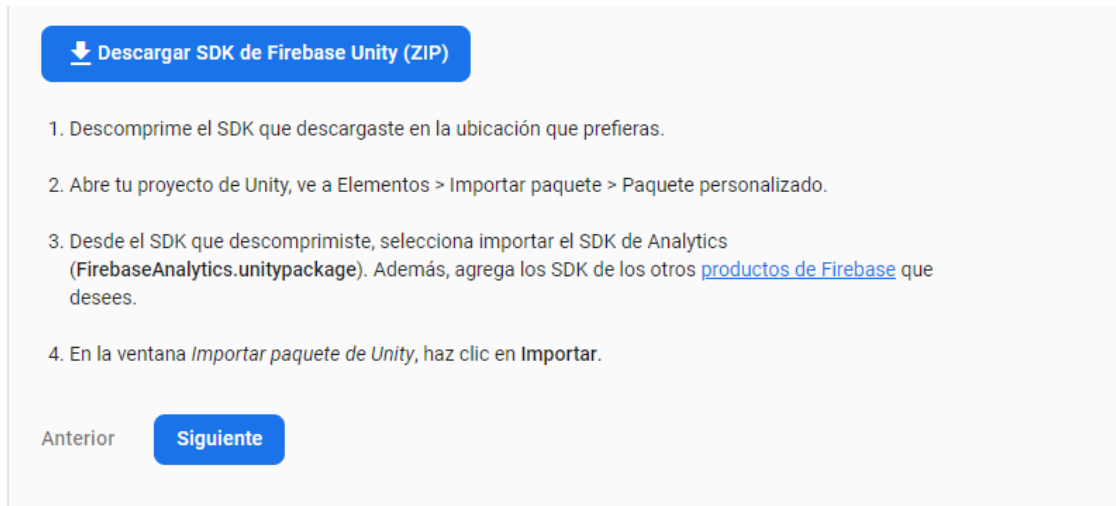 Descargar SDK de Firebase Unity (ZIP)
1. Descomprime el SDK que descargaste en la ubicación que prefieras.
2. Abre tu proyecto de Unity, ve a Elementos > Importar paquete > Paquete personalizado.
3. Desde el SDK que descomprimiste, selecciona importar el SDK de Analytics
(FirebaseAnalytics.unitypackage). Además, agrega los SDK de los otros productos de Firebase que
desees.
4. En la ventana Importar paquete de Unity, haz clic en Importar.
Anterior Siguiente